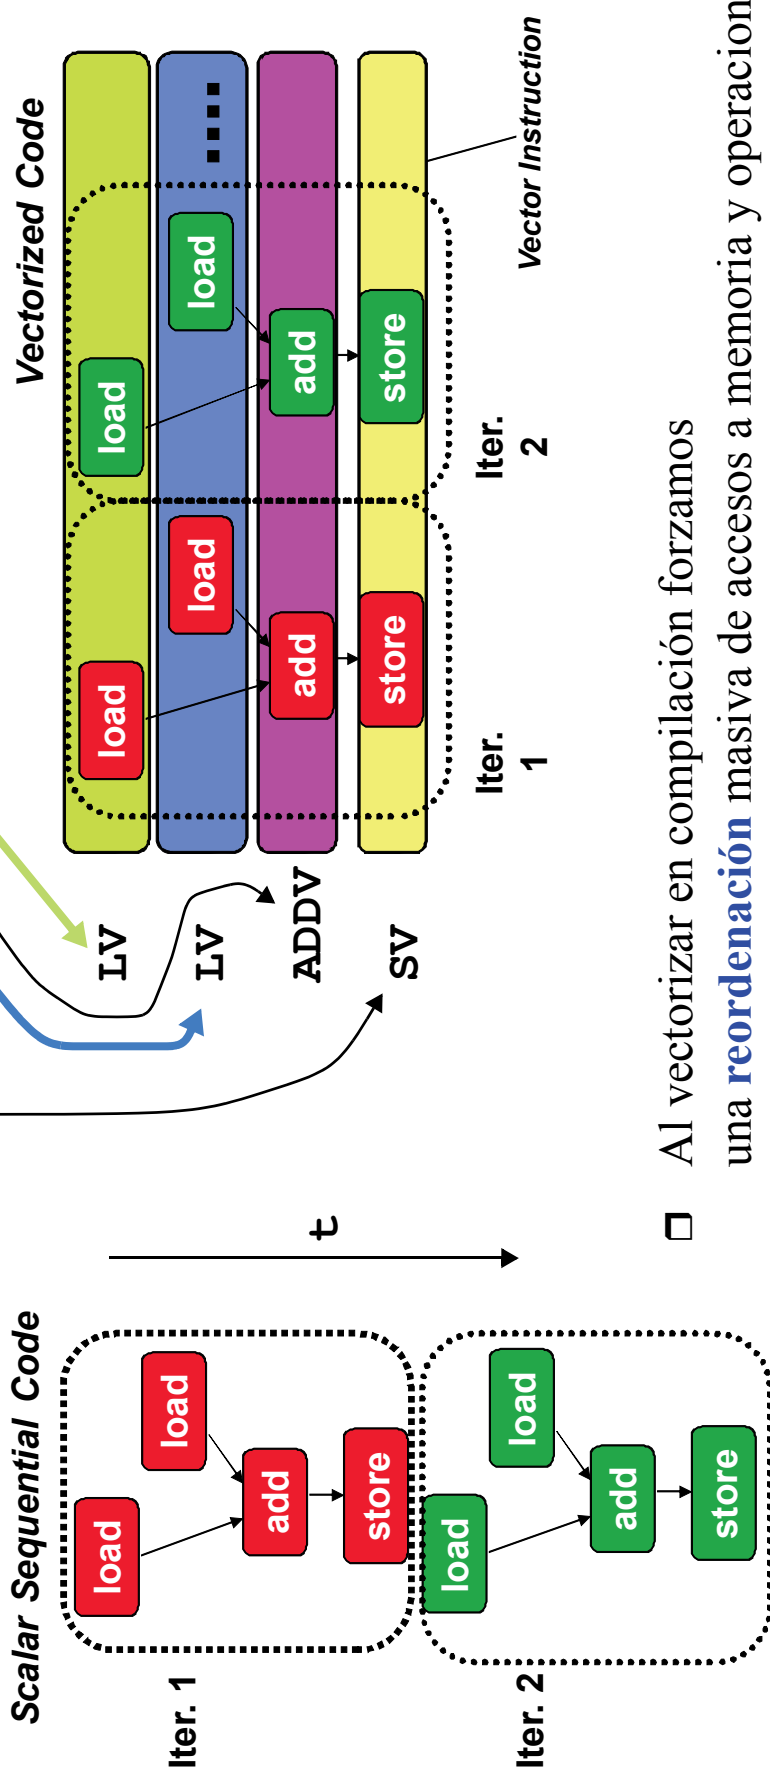 Scalar Sequential Code
Iter. 1
load
load
add
store
Iter. 2
load
load
add
store
t
Vectorized Code
LV
LV
ADDV
SV
load
load
add
store
Iter.
1
load
load
add
store
Iter.
2
....
Vector Instruction
❐ Al vectorizar en compilación forzamos
una reordenación masiva de accesos a memoria y operacion